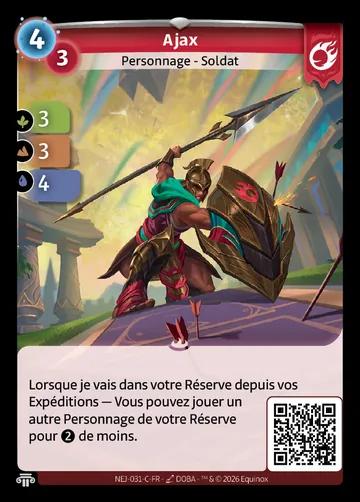 4
3
Ajax
Personnage - Soldat
3
3
4
Lorsque je vais dans votre Réserve depuis vos
Expéditions — Vous pouvez jouer un
autre Personnage de votre Réserve
pour 2 de moins.
NEJ-031-C-FR - DOBA - ™ & © 2026 Equinox